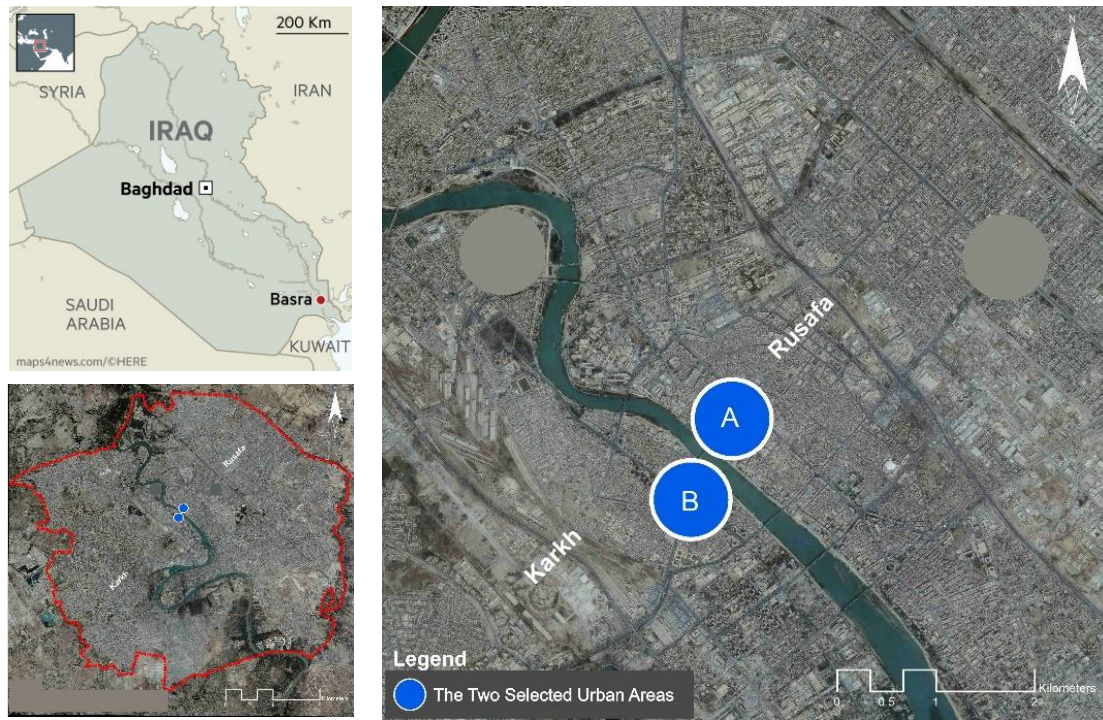 200 Km
SYRIA
IRAN
IRAQ
Baghdad
Basra
SAUDI
ARABIA
KUWAIT
maps4news.com/©HERE
Rusafa
Karkh
Kilometers
N
Rusafa
A
B
Karkh
Legend
The Two Selected Urban Areas
0 0.5 1 2
Kilometers